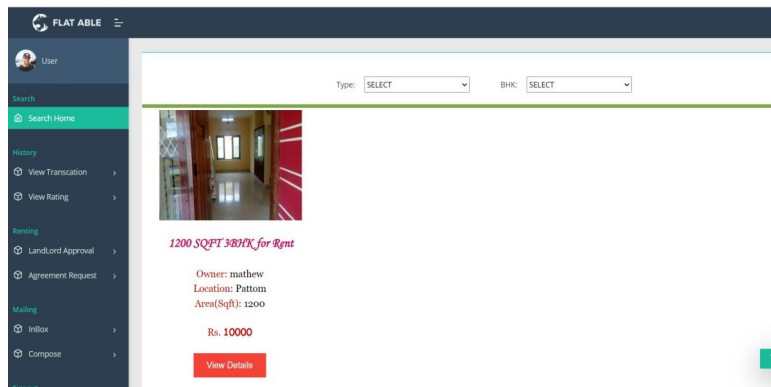 FLAT ABLE
User
Search
Search Home
History
View Transcation
View Rating
Renting
LandLord Approval
Agreement Request
Mailing
InBox
Compose
Type: SELECT BHK: SELECT
1200 SQFT 3BHK for Rent
Owner: mathew
Location: Pattom
Area(Sqft): 1200
Rs. 10000
View Details